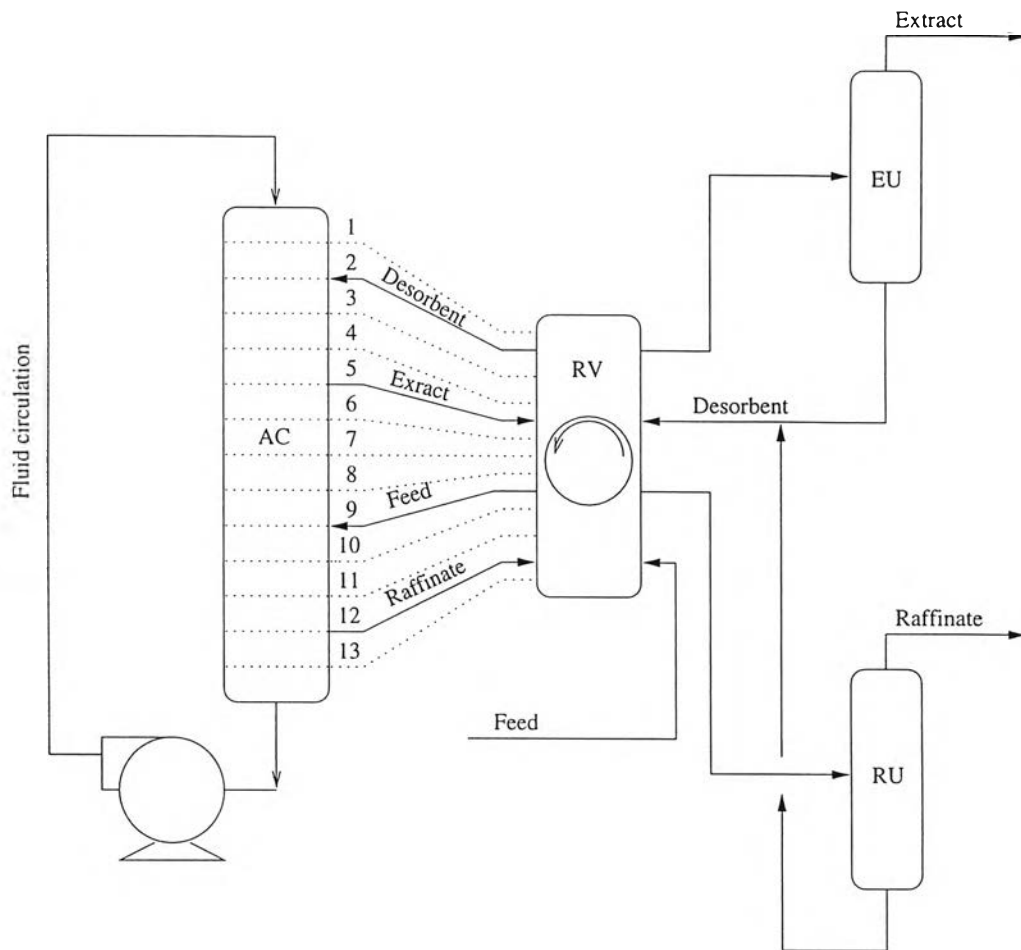 Extract
EU
1
2
Desorbent
3
4
RV
5
Exract
Desorbent
6
AC
7
8
Feed
9
10
11
Raffinate
12
13
Fluid circulation
Feed
Raffinate
RU